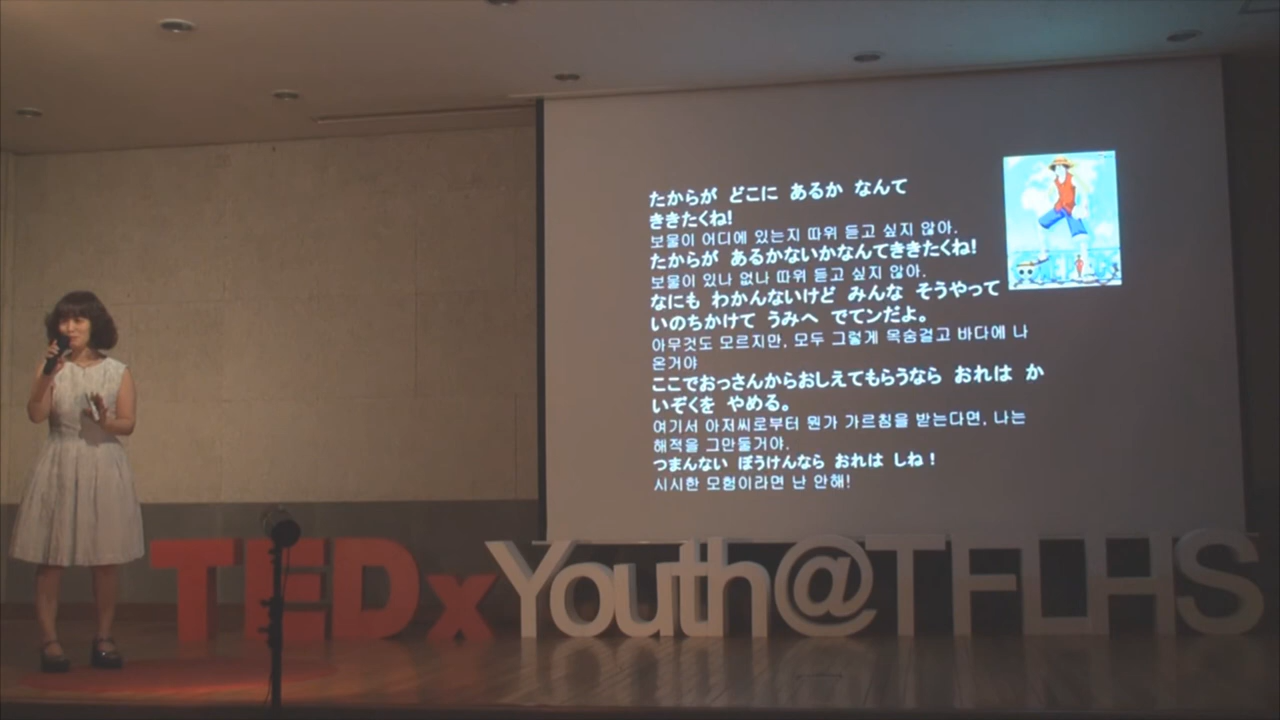 たからが どこに あるか なんて
ききたくね!
보물이 어디에 있는지 따위 듣고 싶지 않아.
たからが あるかないかなんてききたくね!
보물이 있나 없나 따위 듣고 싶지 않아.
なにも わかんないけど みんな そうやって
いのちかけて うみへ でてンだよ。
아무것도 모르지만, 모두 그렇게 목숨걸고 바다에 나
온거야
ここでおっさんからおしえてもらうなら おれは か
いぞくを やめる。
여기서 아저씨로부터 뭔가 가르침을 받는다면, 나는
해적을 그만둘거야.
つまんない ぼうけんなら おれは しね!
시시한 모험이라면 난 안해!
TEDxYouth@TFLHS